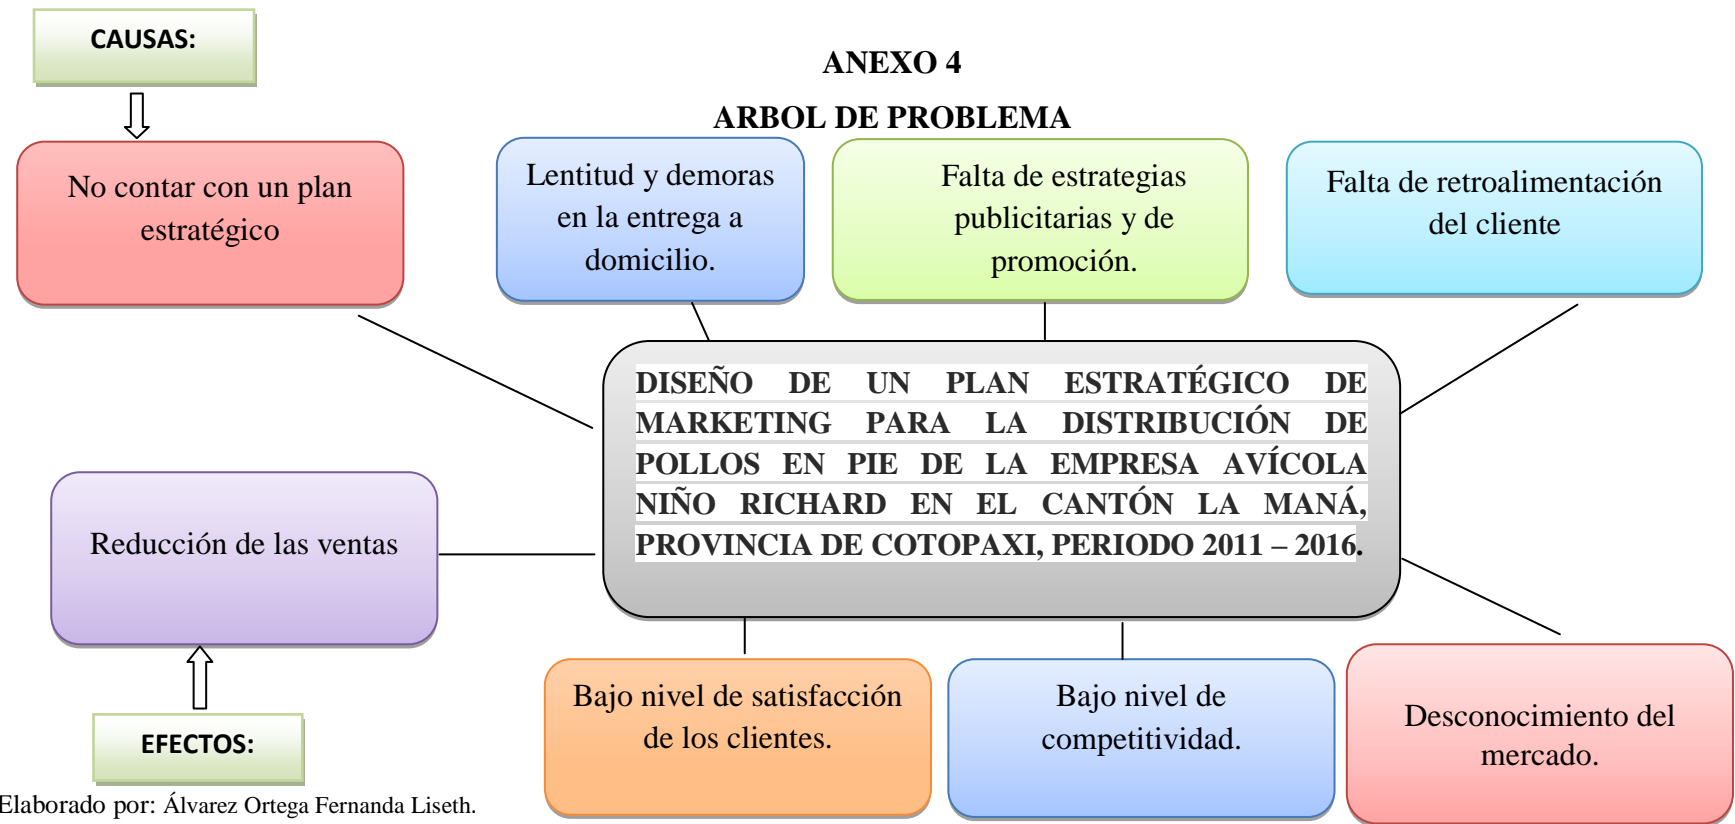 CAUSAS:
ANEXO 4
ARBOL DE PROBLEMA
No contar con un plan
estratégico
Lentitud y demoras
en la entrega a
domicilio.
Falta de estrategias
publicitarias y de
promoción.
Falta de retroalimentación
del cliente
DISEÑO DE UN PLAN ESTRATÉGICO DE
MARKETING PARA LA DISTRIBUCIÓN DE
POLLOS EN PIE DE LA EMPRESA AVÍCOLA
NIÑO RICHARD EN EL CANTÓN LA MANÁ,
PROVINCIA DE COTOPAXI, PERIODO 2011 – 2016.
Reducción de las ventas
Bajo nivel de satisfacción
de los clientes.
Bajo nivel de
competitividad.
Desconocimiento del
mercado.
EFECTOS:
Elaborado por: Álvarez Ortega Fernanda Liseth.